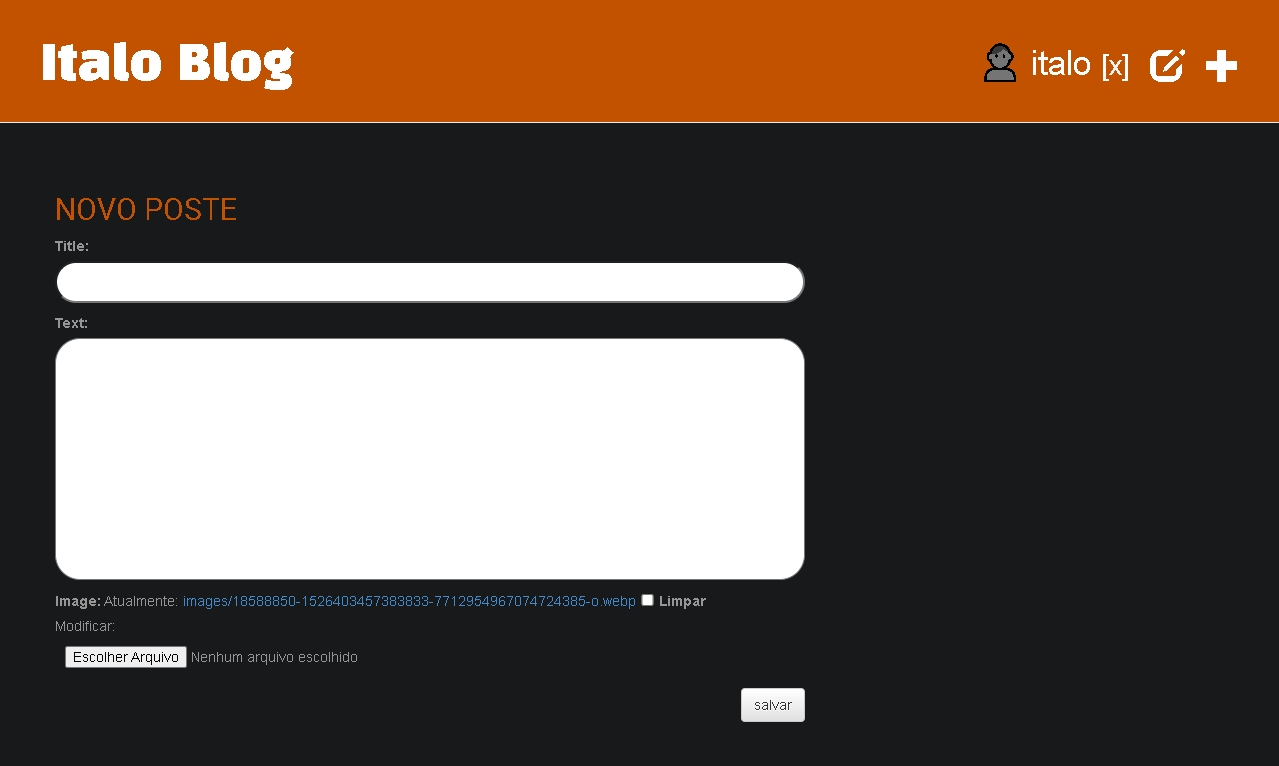 Italo Blog
italo [x]
NOVO POSTE
Title:
Text:
Image: Atualmente: images/18588850-1526403457383833-7712954967074724385-o.webp Limpar
Modificar:
Escolher Arquivo Nenhum arquivo escolhido
salvar